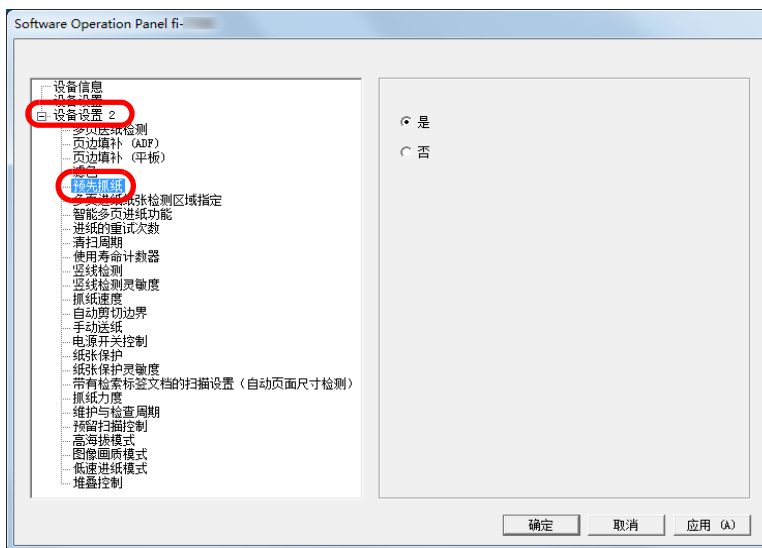 Software Operation Panel fi-
设备信息
设备设置
设备设置 2
多页送纸检测
页边填补 (ADF)
页边填补 (平板)
滤色
预先抓纸
多页进纸纸张检测区域指定
智能多页进纸功能
进纸的重试次数
清扫周期
使用寿命计数器
竖线检测
竖线检测灵敏度
抓纸速度
自动剪切边界
手动送纸
电源开关控制
纸张保护
纸张保护灵敏度
带有检索标签文档的扫描设置(自动页面尺寸检测)
抓纸力度
维护与检查周期
预留扫描控制
高海拔模式
图像画质模式
低速进纸模式
堆叠控制
是
否
确定 取消 应用 (A)